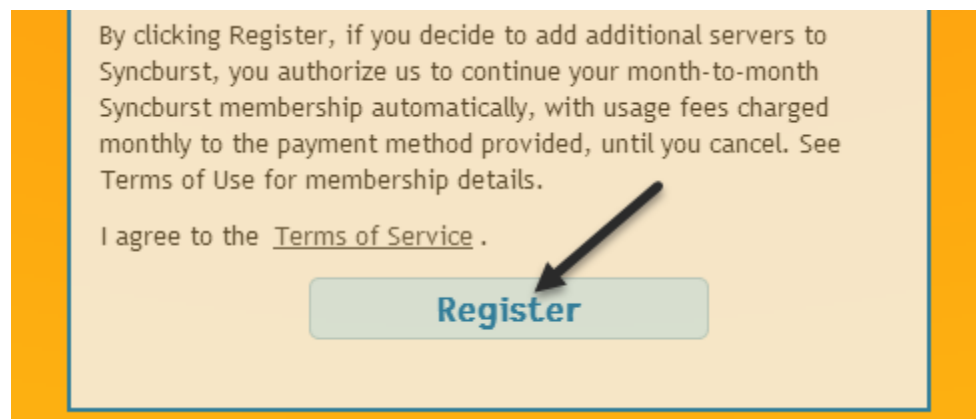 By clicking Register, if you decide to add additional servers to
Syncburst, you authorize us to continue your month-to-month
Syncburst membership automatically, with usage fees charged
monthly to the payment method provided, until you cancel. See
Terms of Use for membership details.
I agree to the Terms of Service .
Register